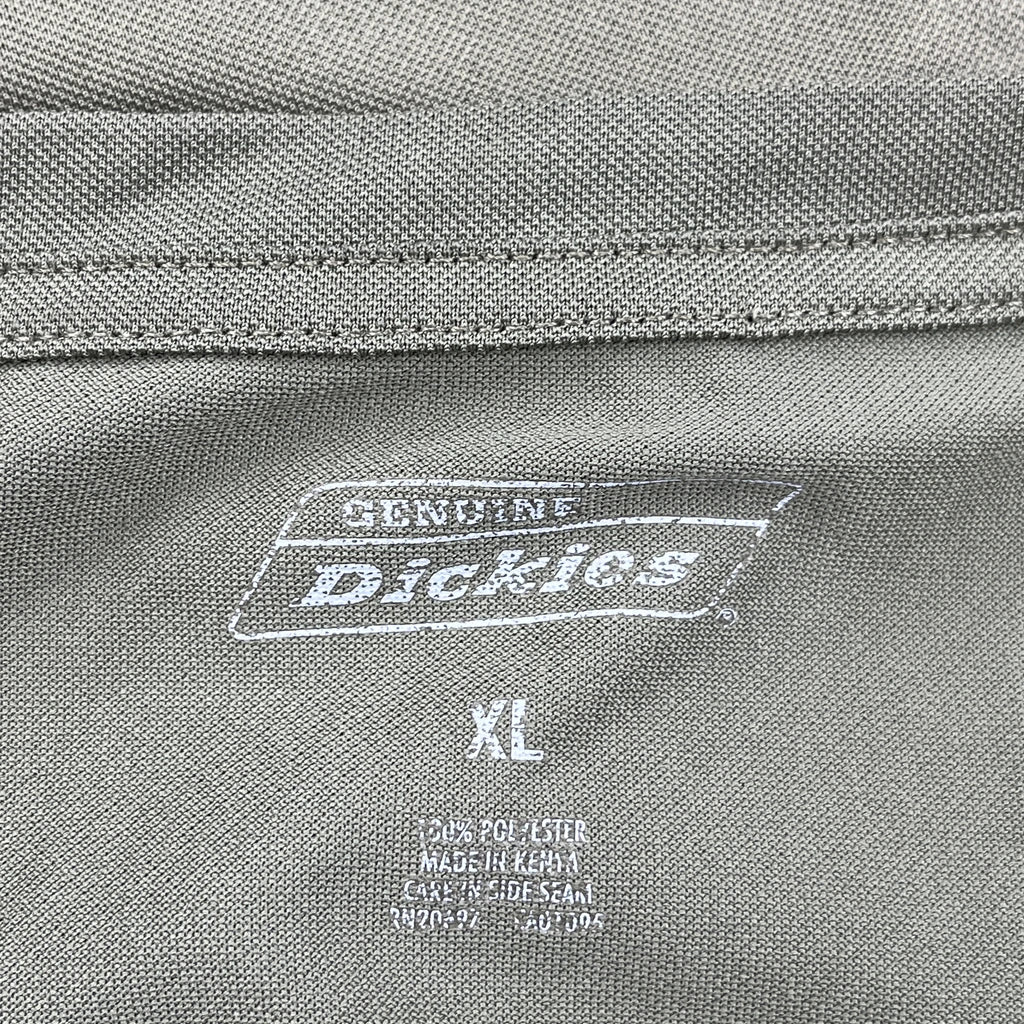 GENUINE
Dickies®
XL
100% POLYESTER
MADE IN KENYA
CARE IN SIDE SEAM